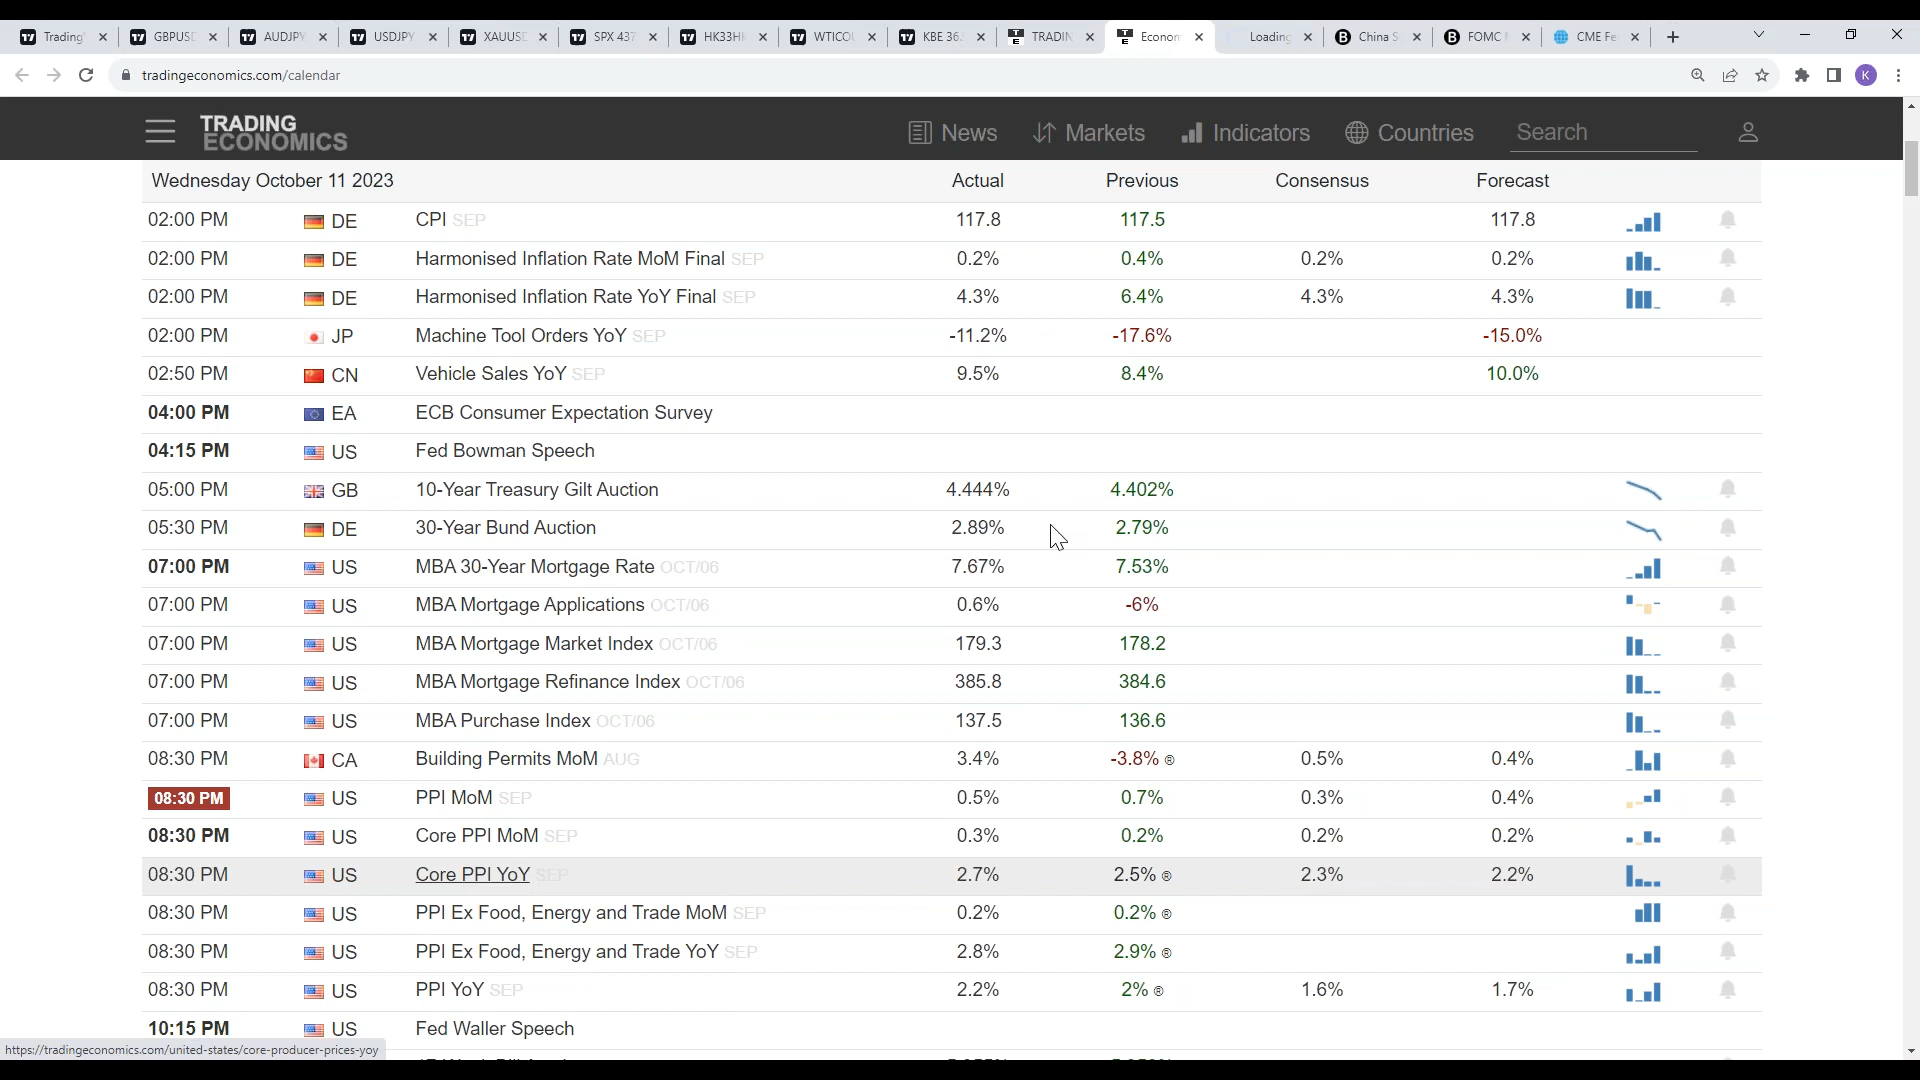 Trading
GBPUSD
AUDJPY
USDJPY
XAUUSD
SPX 437
HK33H
WTICO
KBE 36.
TRADIN
Econom
Loading
China S
FOMC
CME Fe
tradingeconomics.com/calendar
K
TRADING
ECONOMICS
News
Markets
Indicators
Countries
Search
Wednesday October 11 2023 Actual Previous Consensus Forecast
02:00 PM DE CPI SEP 117.8 117.5 117.8
02:00 PM DE Harmonised Inflation Rate MoM Final SEP 0.2% 0.4% 0.2% 0.2%
02:00 PM DE Harmonised Inflation Rate YoY Final SEP 4.3% 6.4% 4.3% 4.3%
02:00 PM JP Machine Tool Orders YoY SEP -11.2% -17.6% -15.0%
02:50 PM CN Vehicle Sales YoY SEP 9.5% 8.4% 10.0%
04:00 PM EA ECB Consumer Expectation Survey
04:15 PM US Fed Bowman Speech
05:00 PM GB 10-Year Treasury Gilt Auction 4.444% 4.402%
05:30 PM DE 30-Year Bund Auction 2.89% 2.79%
07:00 PM US MBA 30-Year Mortgage Rate OCT/06 7.67% 7.53%
07:00 PM US MBA Mortgage Applications OCT/06 0.6% -6%
07:00 PM US MBA Mortgage Market Index OCT/06 179.3 178.2
07:00 PM US MBA Mortgage Refinance Index OCT/06 385.8 384.6
07:00 PM US MBA Purchase Index OCT/06 137.5 136.6
08:30 PM CA Building Permits MoM AUG 3.4% -3.8% ® 0.5% 0.4%
08:30 PM US PPI MoM SEP 0.5% 0.7% 0.3% 0.4%
08:30 PM US Core PPI MoM SEP 0.3% 0.2% 0.2% 0.2%
08:30 PM US Core PPI YoY SEP 2.7% 2.5% ® 2.3% 2.2%
08:30 PM US PPI Ex Food, Energy and Trade MoM SEP 0.2% 0.2% ®
08:30 PM US PPI Ex Food, Energy and Trade YoY SEP 2.8% 2.9% ®
08:30 PM US PPI YoY SEP 2.2% 2% ® 1.6% 1.7%
10:15 PM US Fed Waller Speech
https://tradingeconomics.com/united-states/core-producer-prices-yoy